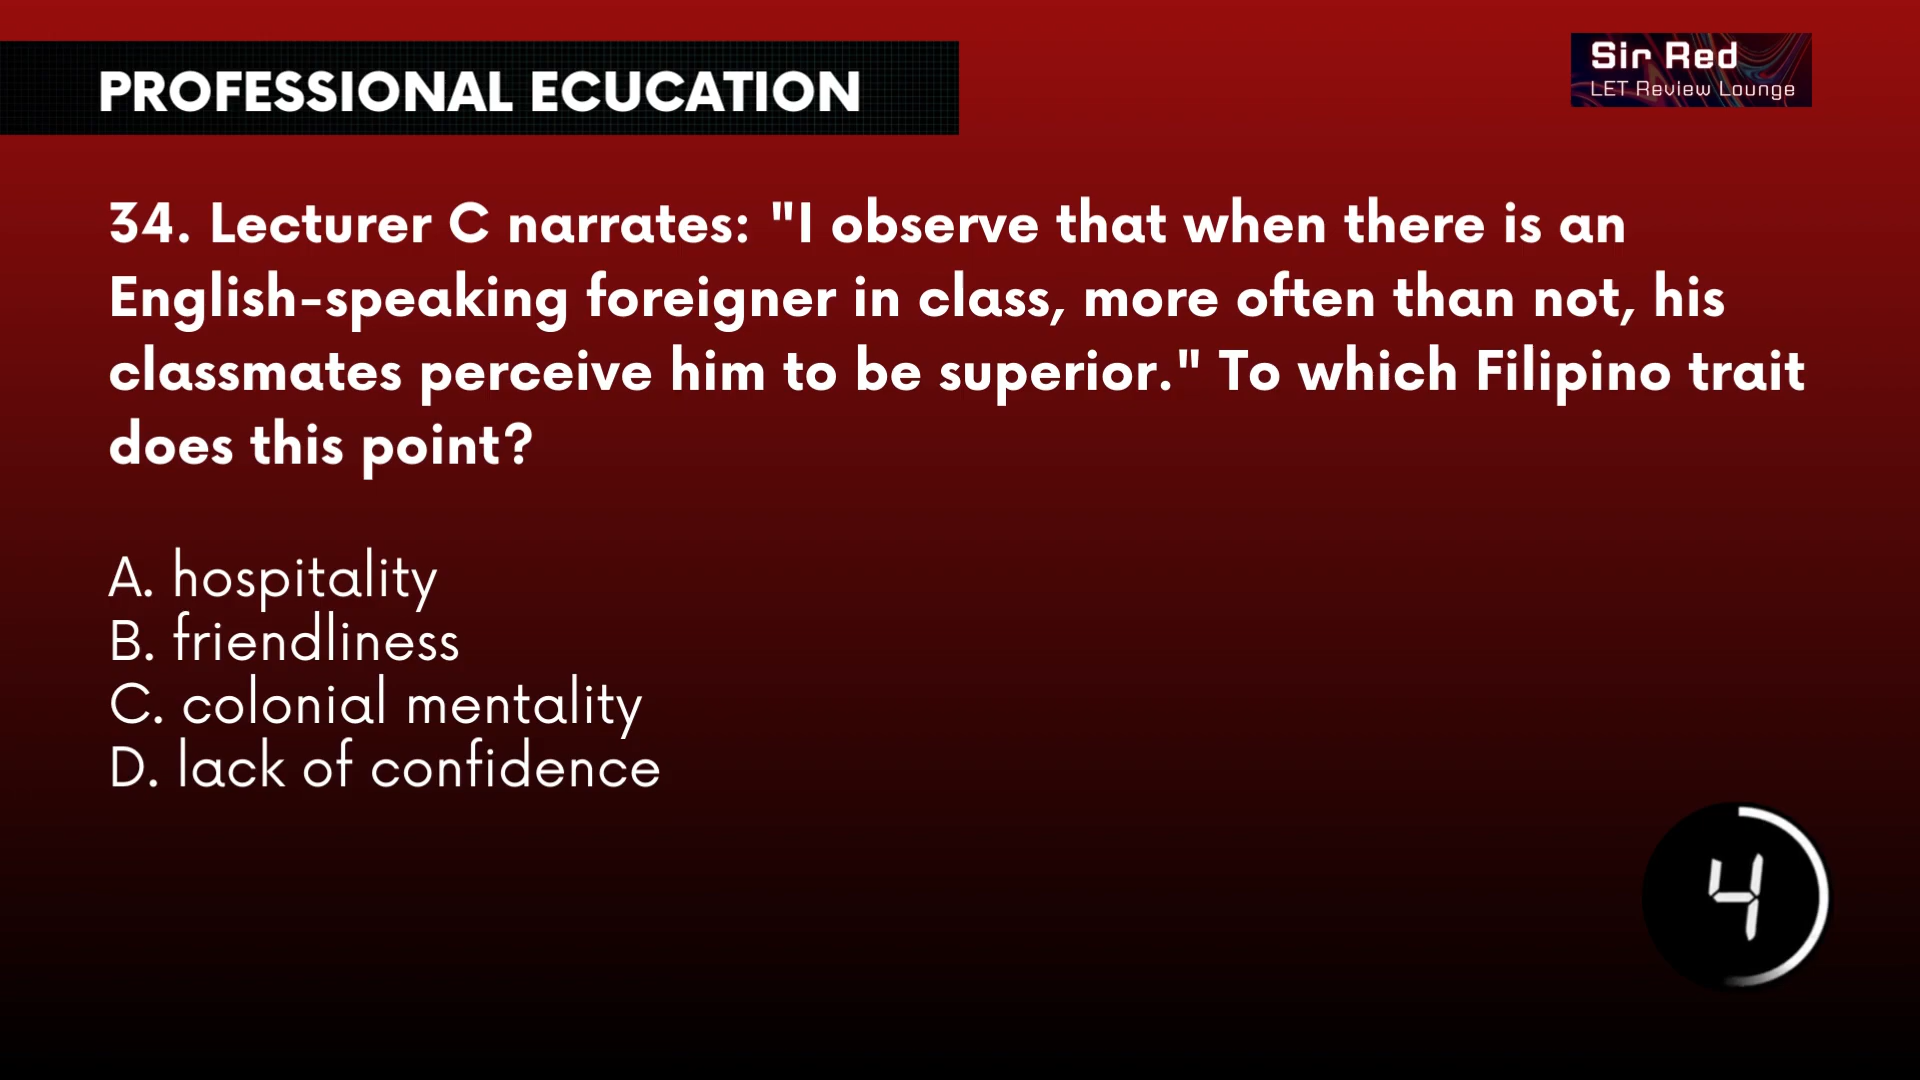 PROFESSIONAL ECUCATION
Sir Red
LET Review Lounge
34. Lecturer C narrates: "I observe that when there is an
English-speaking foreigner in class, more often than not, his
classmates perceive him to be superior." To which Filipino trait
does this point?
A. hospitality
B. friendliness
C. colonial mentality
D. lack of confidence
4